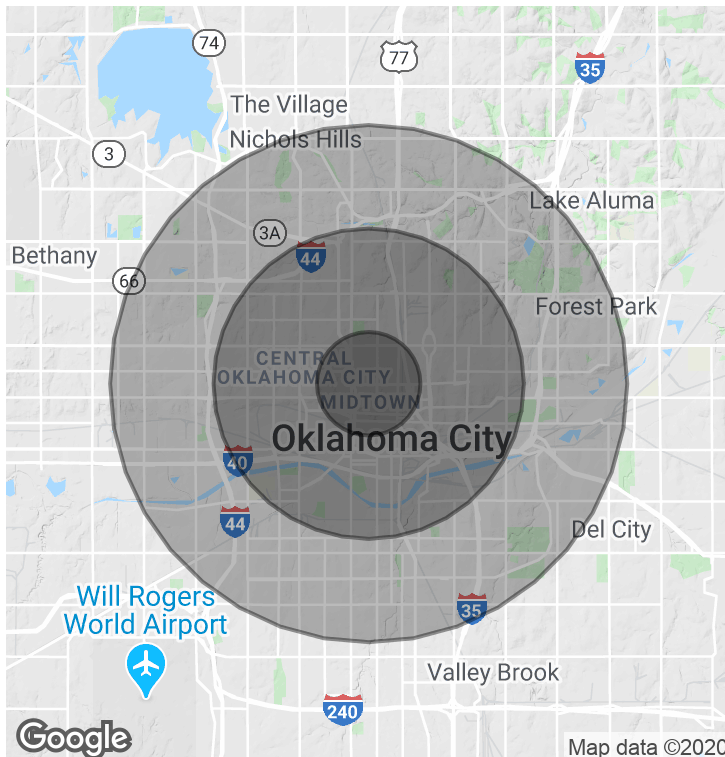 74
77
35
The Village
Nichols Hills
3
Lake Aluma
3A
Bethany
44
66
Forest Park
CENTRAL
OKLAHOMA CITY
MIDTOWN
Oklahoma City
40
44
Del City
Will Rogers
World Airport
35
Valley Brook
240
Google
Map data ©2020